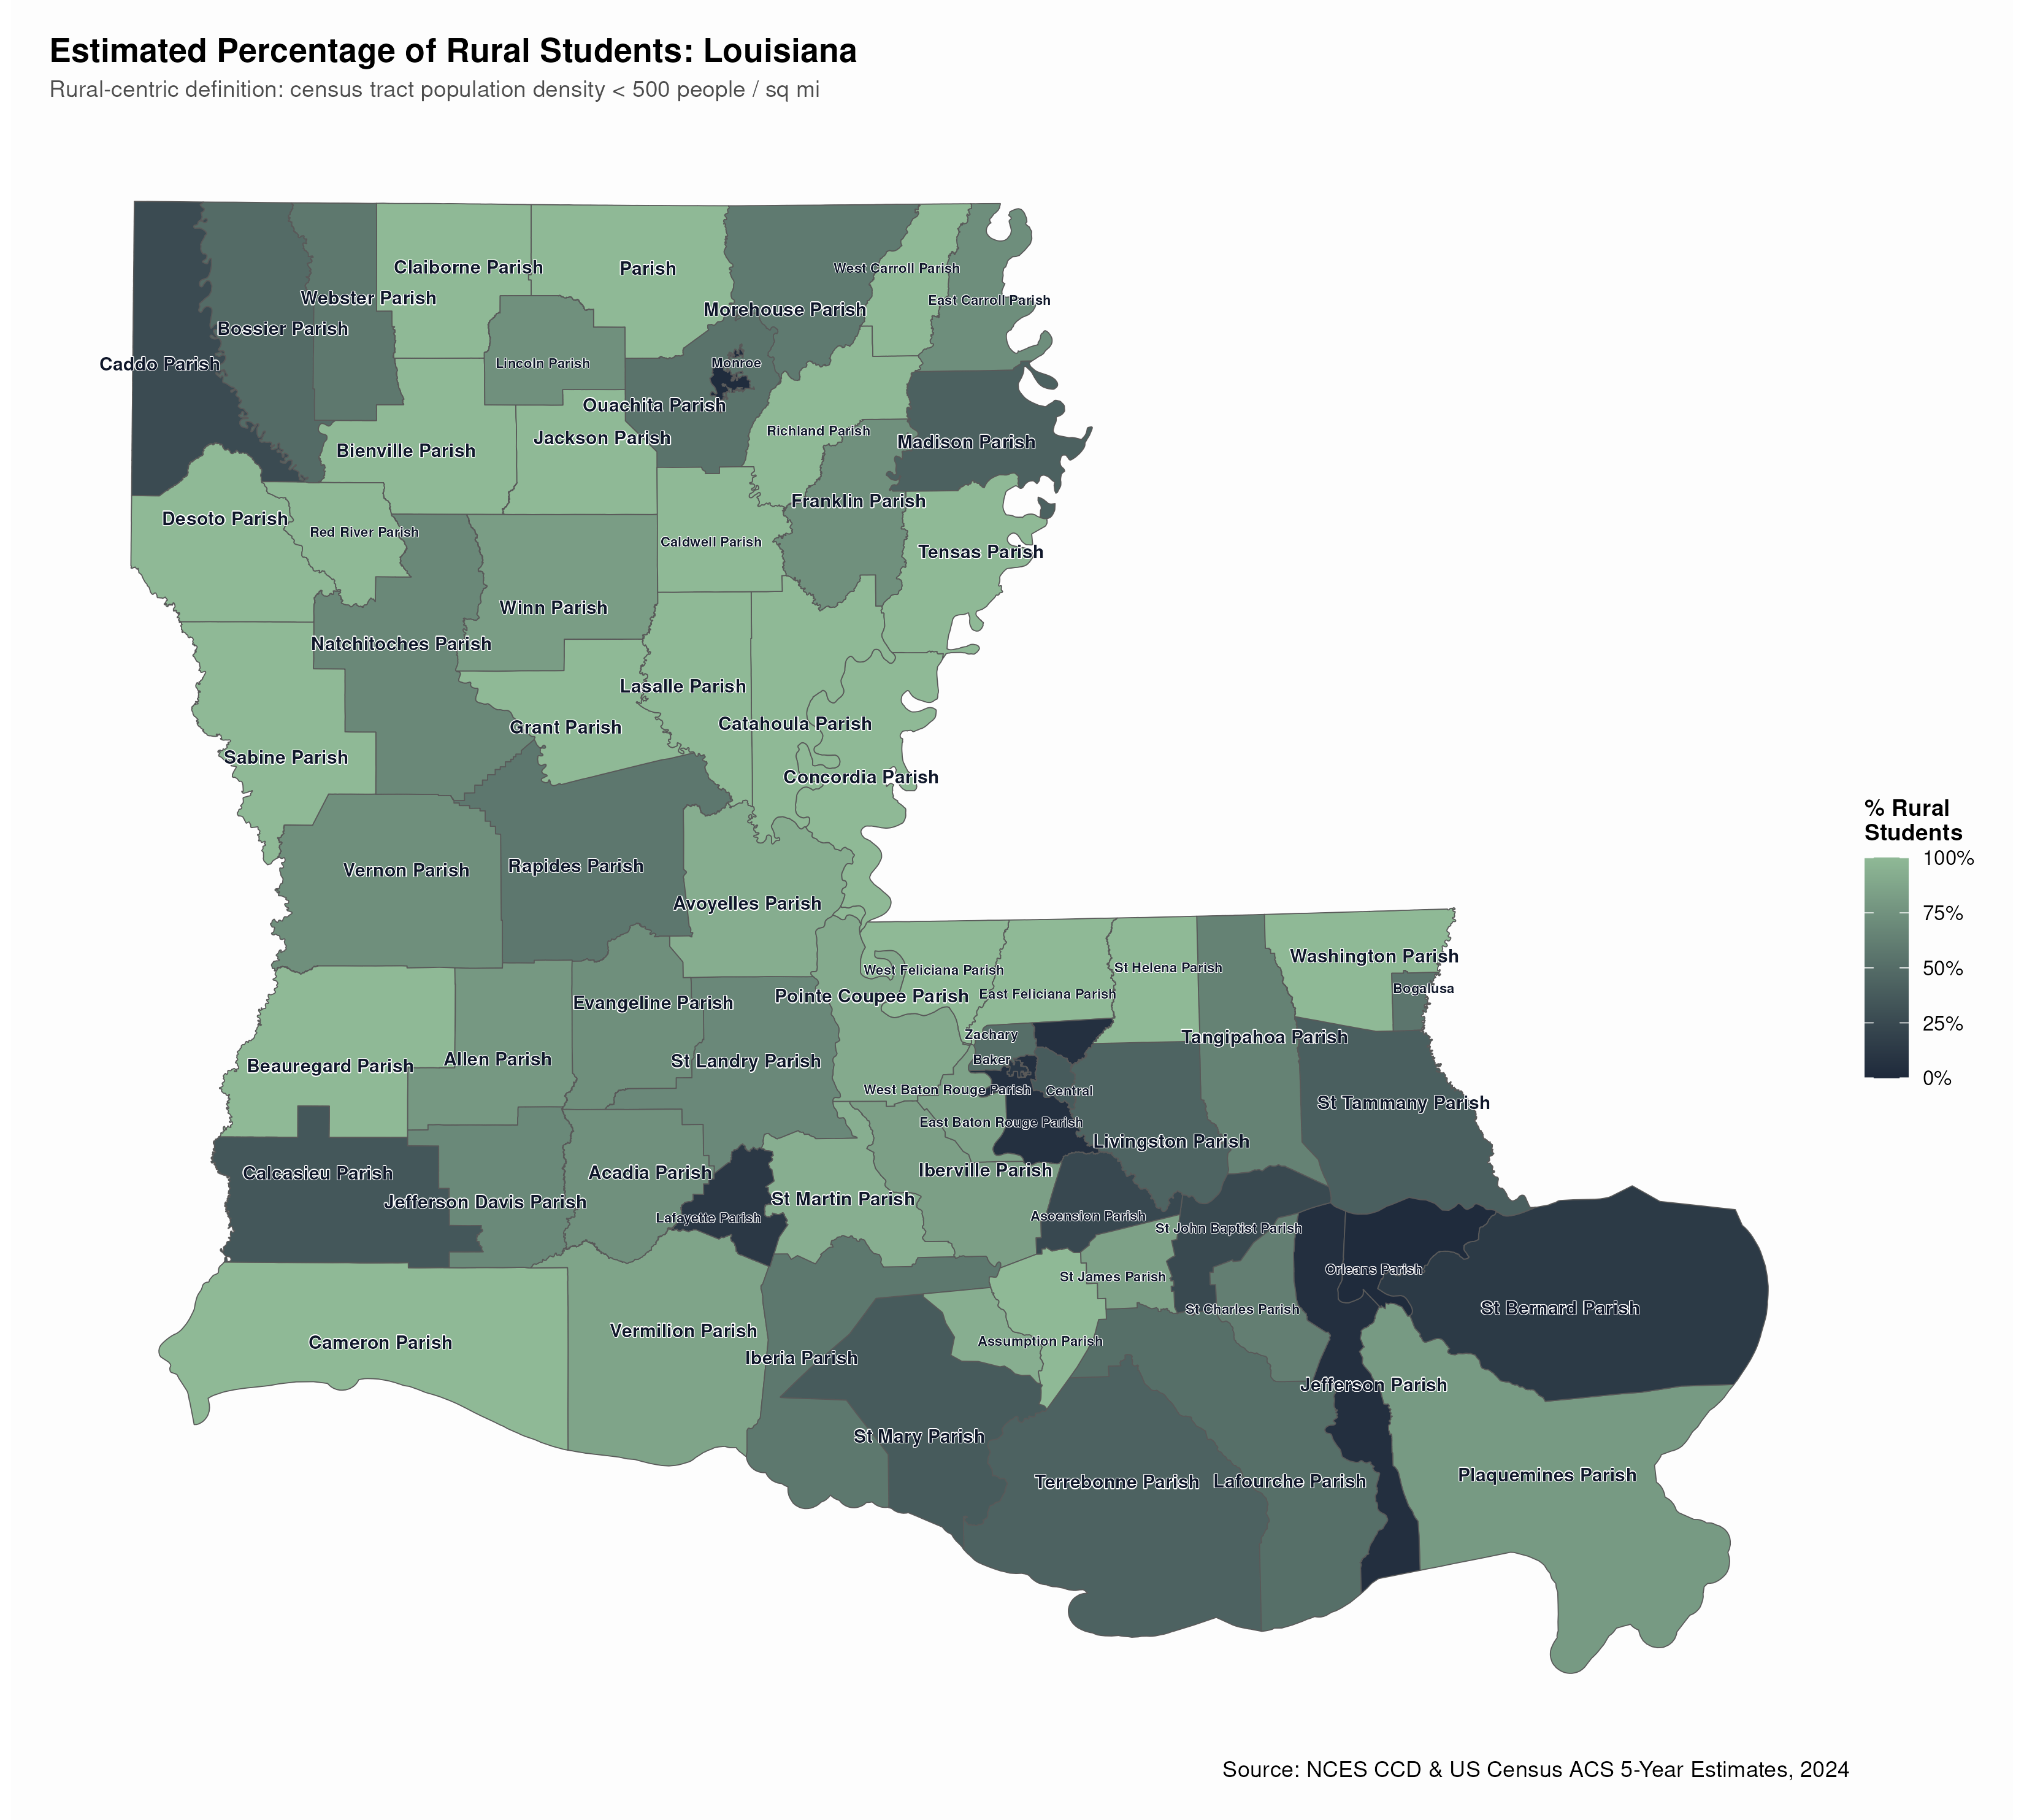 Estimated Percentage of Rural Students: Louisiana
Rural-centric definition: census tract population density < 500 people / sq mi
Claiborne Parish
Parish
West Carroll Parish
Webster Parish
East Carroll Parish
Morehouse Parish
Bossier Parish
Caddo Parish
Lincoln Parish
Monroe
Ouachita Parish
Richland Parish
Jackson Parish
Madison Parish
Bienville Parish
Franklin Parish
Desoto Parish
Red River Parish
Caldwell Parish
Tensas Parish
Winn Parish
Natchitoches Parish
Lasalle Parish
Catahoula Parish
Grant Parish
Sabine Parish
Concordia Parish
% Rural
Students
100%
75%
50%
25%
0%
Rapides Parish
Vernon Parish
Avoyelles Parish
Washington Parish
West Feliciana Parish
St Helena Parish
Bogalusa
East Feliciana Parish
Pointe Coupee Parish
Evangeline Parish
Zachary
Tangipahoa Parish
Allen Parish
Baker
St Landry Parish
Beauregard Parish
West Baton Rouge Parish
Central
St Tammany Parish
East Baton Rouge Parish
Livingston Parish
Iberville Parish
Calcasieu Parish
Acadia Parish
St Martin Parish
Jefferson Davis Parish
Lafayette Parish
Ascension Parish
St John Baptist Parish
Orleans Parish
St James Parish
St Charles Parish
St Bernard Parish
Vermilion Parish
Cameron Parish
Assumption Parish
Iberia Parish
Jefferson Parish
St Mary Parish
Plaquemines Parish
Terrebonne Parish
Lafourche Parish
Source: NCES CCD & US Census ACS 5-Year Estimates, 2024